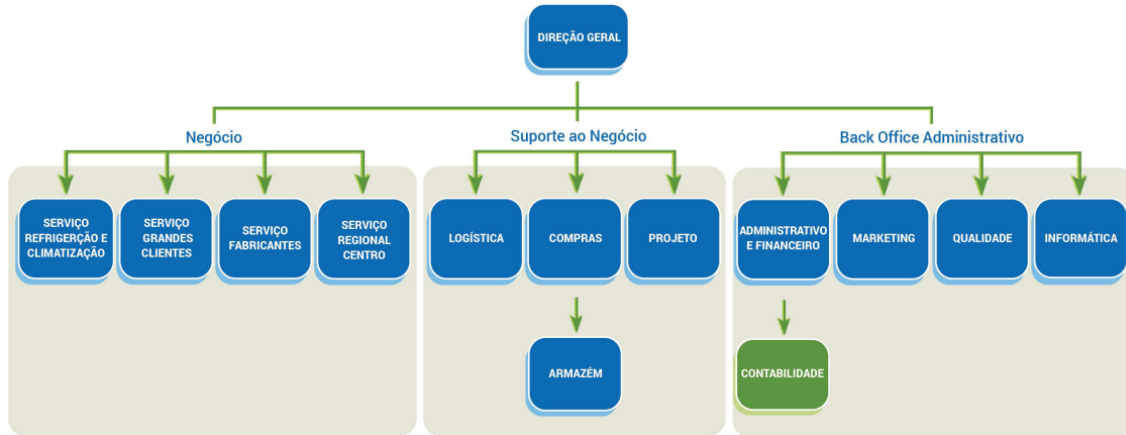 DIREÇÃO GERAL
Negócio
Suporte ao Negócio
Back Office Administrativo
SERVIÇO
REFRIGERÇÃO E
CLIMATIZAÇÃO
SERVIÇO
GRANDES
CLIENTES
SERVIÇO
FABRICANTES
SERVIÇO
REGIONAL
CENTRO
LOGÍSTICA
COMPRAS
PROJETO
ADMINISTRATIVO
E FINANCEIRO
MARKETING
QUALIDADE
INFORMÁTICA
ARMAZÉM
CONTABILIDADE